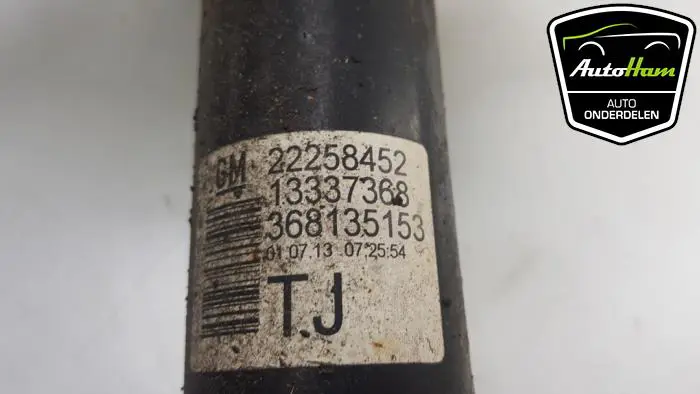 GM 22258452
13337368
368135153
01.07.13 07:25:54
TJ
AutoHam
AUTO
ONDERDELEN